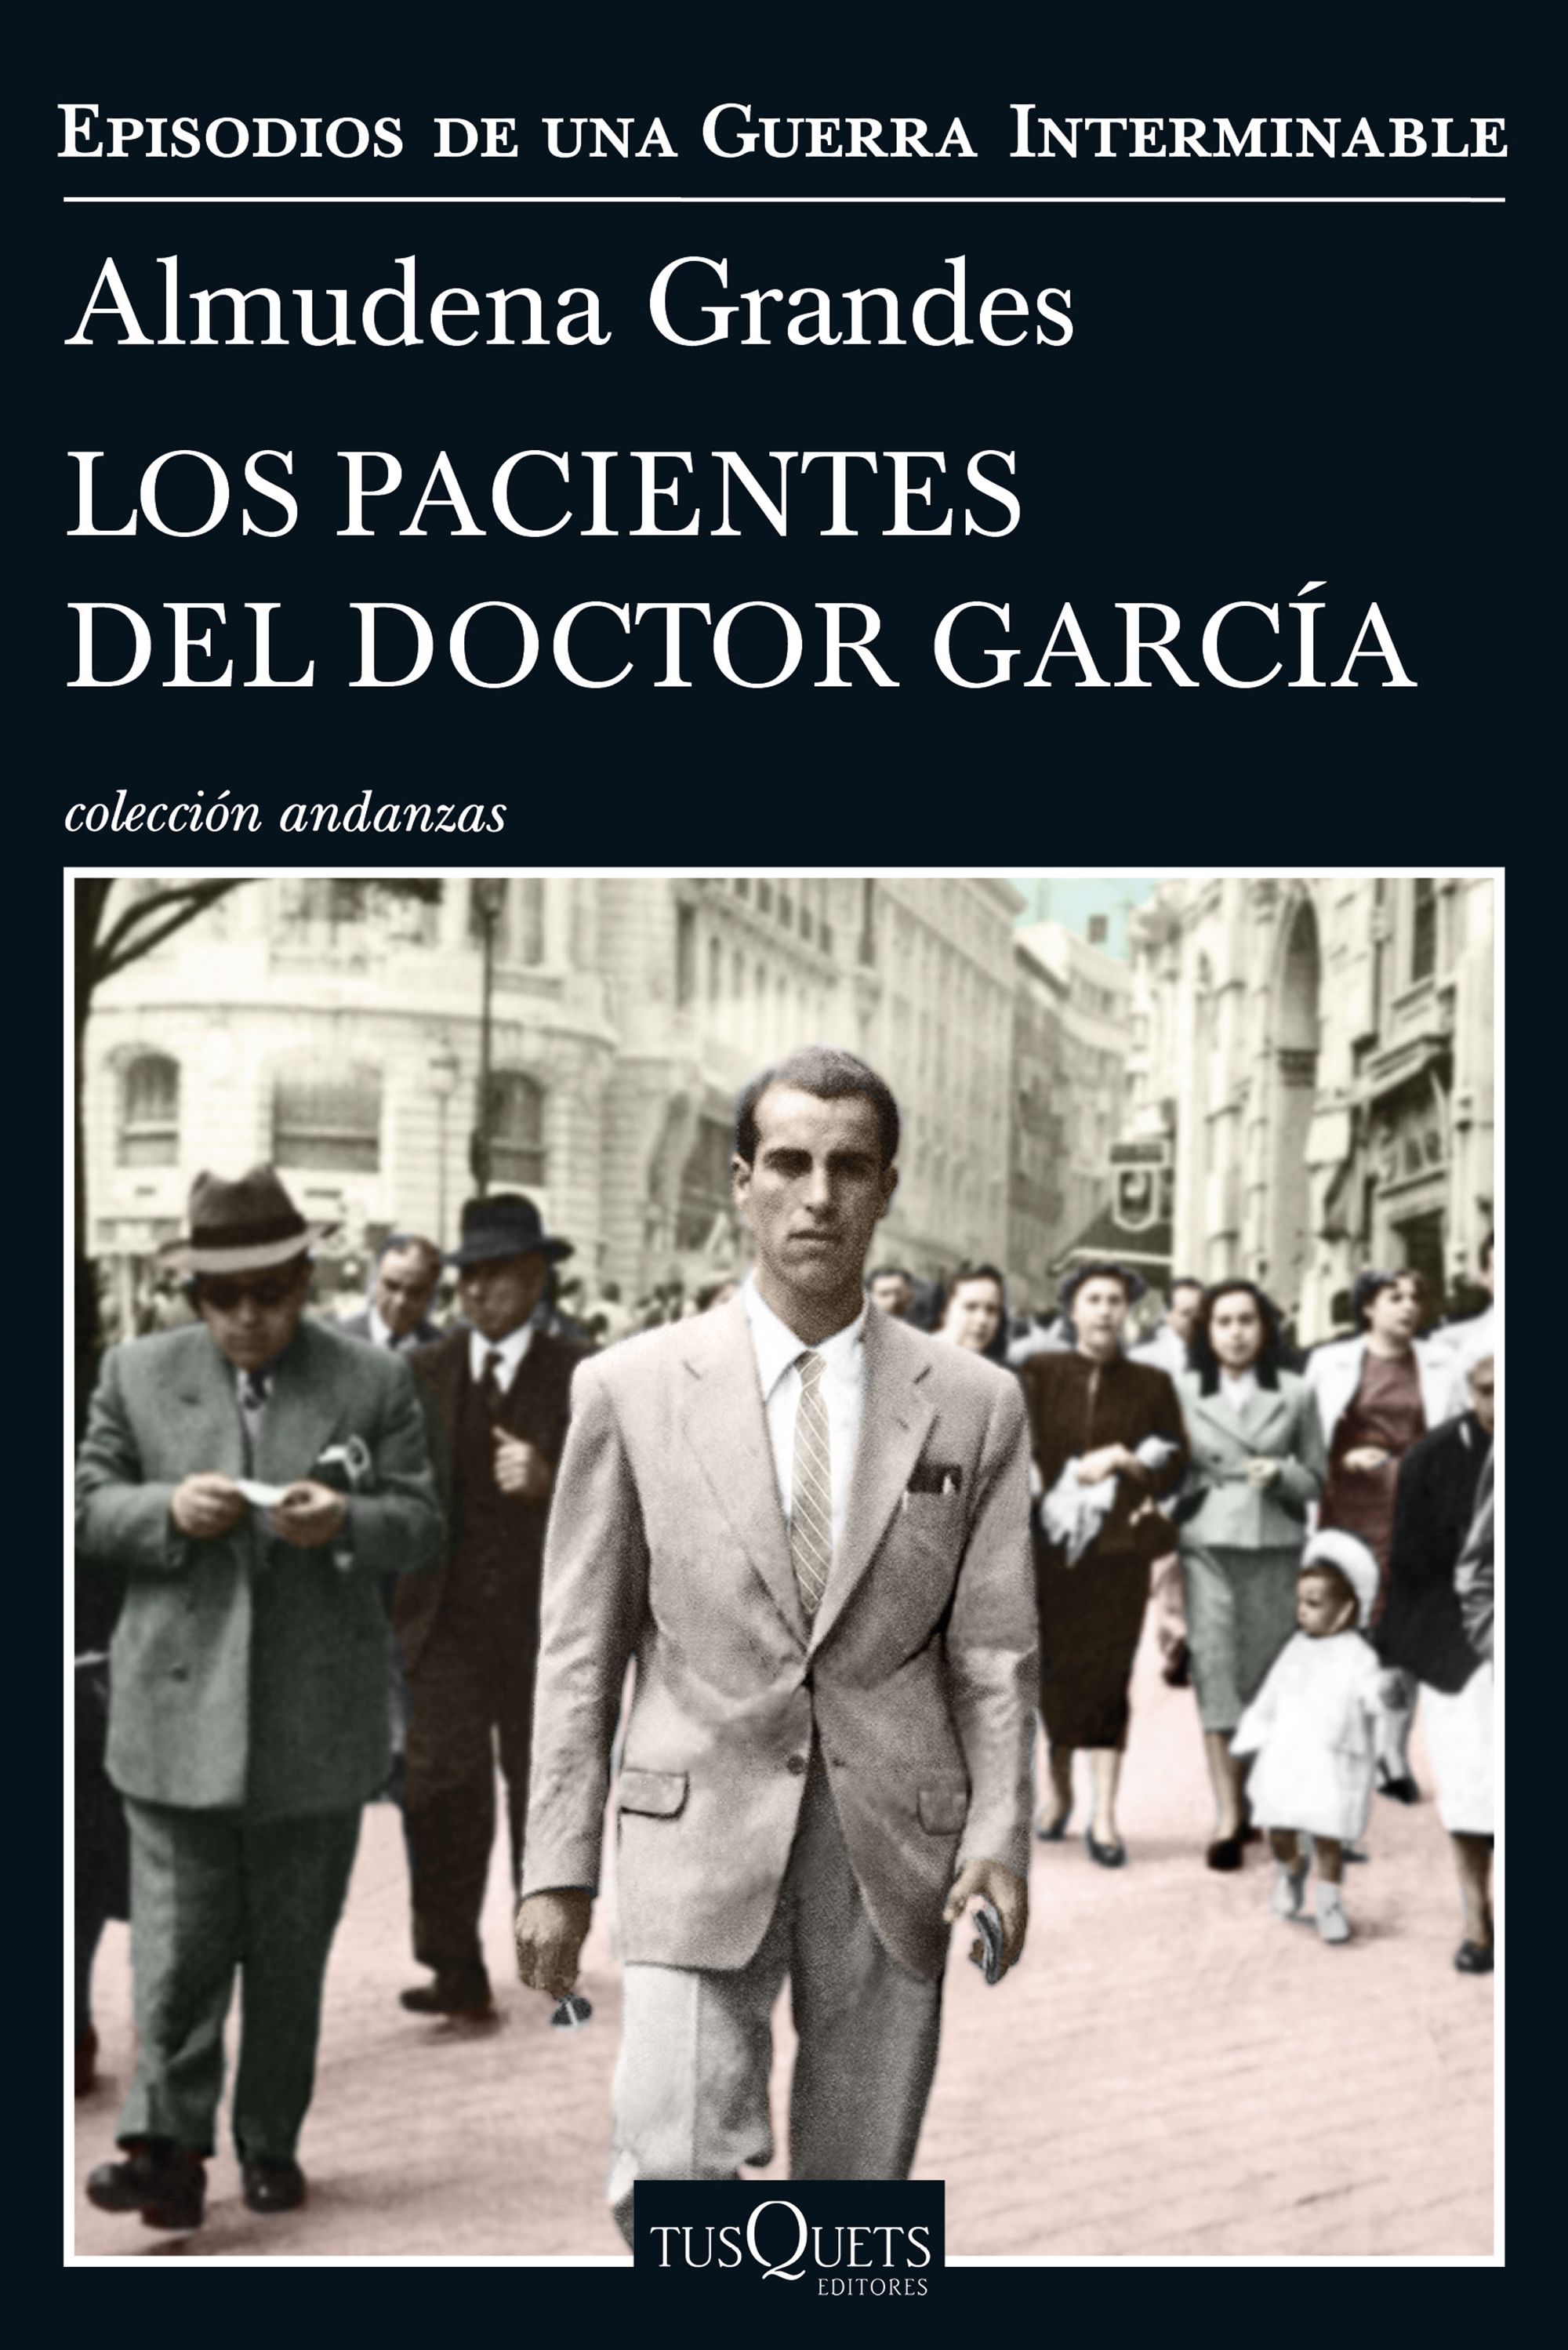 EPISODIOS DE UNA GUERRA INTERMINABLE
Almudena Grandes
LOS PACIENTES
DEL DOCTOR GARCÍA
colección andanzas
TUSQUETS
EDITORES